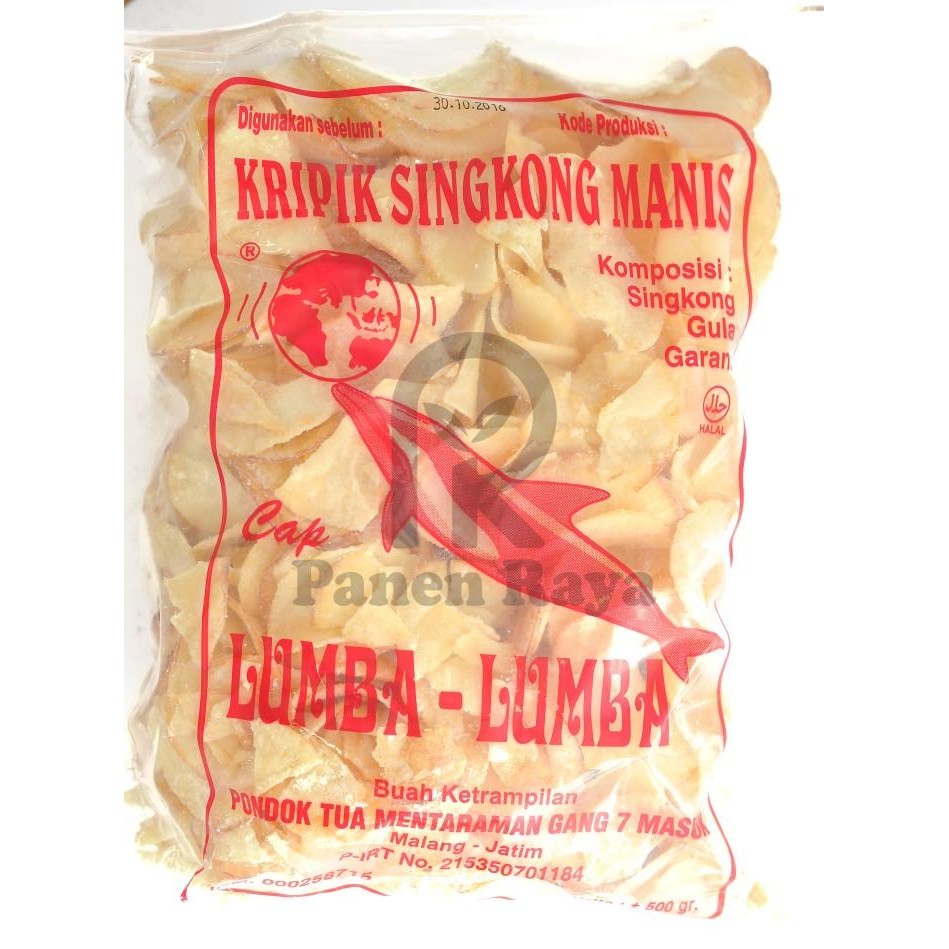 30.10.2016
Digunakan sebelum :
Kode Produksi :
KRIPIK SINGKONG MANIS
®
Komposisi :
Singkong
Gula
Garam
حلال
HALAL
Cap
Panen Raya
LUMBA - LUMBA
Buah Ketrampilan
PONDOK TUA MENTARAMAN GANG 7 MASUK
Malang - Jatim
P-IRT No. 215350701184
± 500 gr.